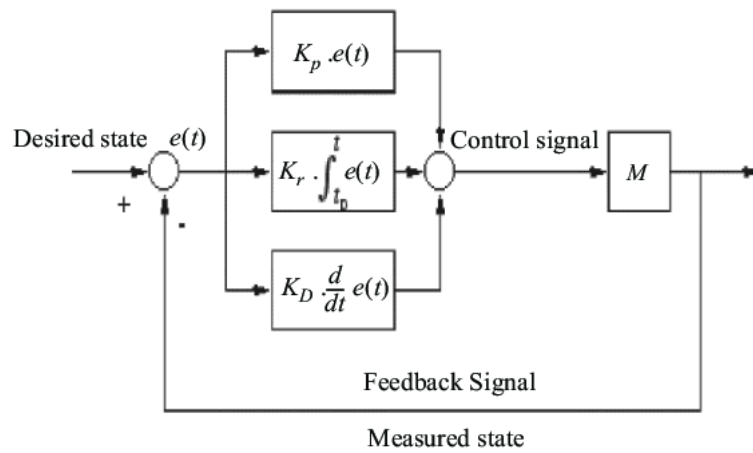 K_p .e(t)
Desired state e(t)
Control signal
K_r . ∫_{t_0}^{t} e(t)
M
+
-
K_D . d/dt e(t)
Feedback Signal
Measured state